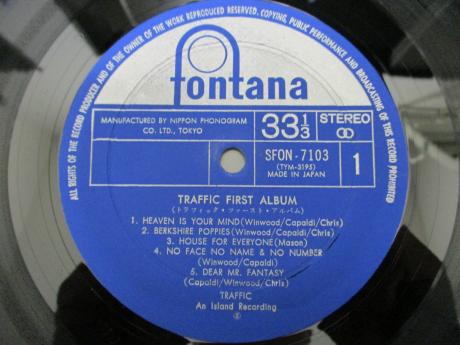 ALL RIGHTS OF THE RECORD PRODUCER AND OF THE OWNER OF THE WORK REPRODUCED RESERVED. COPYING, PUBLIC PERFORMANCE AND BROADCASTING OF THIS RECORD PROHIBITED
fontana
MANUFACTURED BY NIPPON PHONOGRAM
CO. LTD., TOKYO
33 1/3
STEREO
SFON-7103
(TYM-3195)
MADE IN JAPAN
1
TRAFFIC FIRST ALBUM
(トラフィック・ファースト・アルバム)
1. HEAVEN IS YOUR MIND(Winwood/Capaldi/Chris)
2. BERKSHIRE POPPIES(Winwood/Capaldi/Chris)
3. HOUSE FOR EVERYONE(Mason)
4. NO FACE NO NAME & NO NUMBER
(Winwood/Capaldi)
5. DEAR MR. FANTASY
(Capaldi/Winwood/Chris)
TRAFFIC
An Island Recording